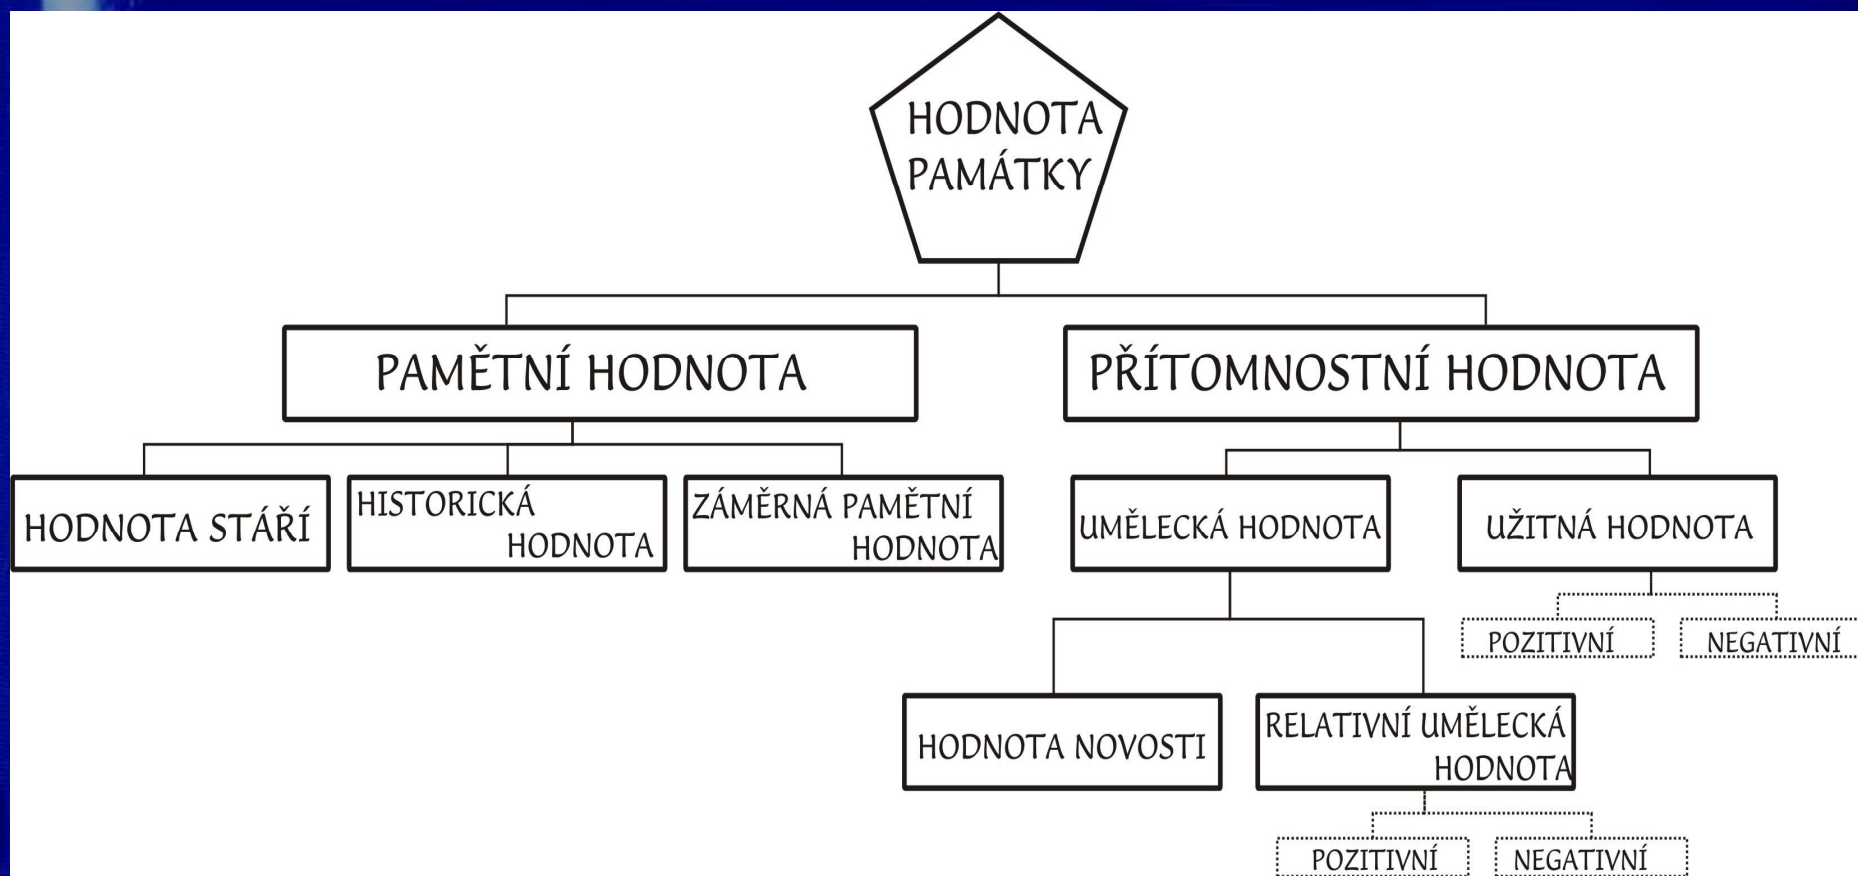 HODNOTA
PAMÁTKY
PAMĚTNÍ HODNOTA
PŘÍTOMNOSTNÍ HODNOTA
HODNOTA STÁŘÍ
HISTORICKÁ
HODNOTA
ZÁMĚRNÁ PAMĚTNÍ
HODNOTA
UMĚLECKÁ HODNOTA
UŽITNÁ HODNOTA
POZITIVNÍ
NEGATIVNÍ
HODNOTA NOVOSTI
RELATIVNÍ UMĚLECKÁ
HODNOTA
POZITIVNÍ
NEGATIVNÍ